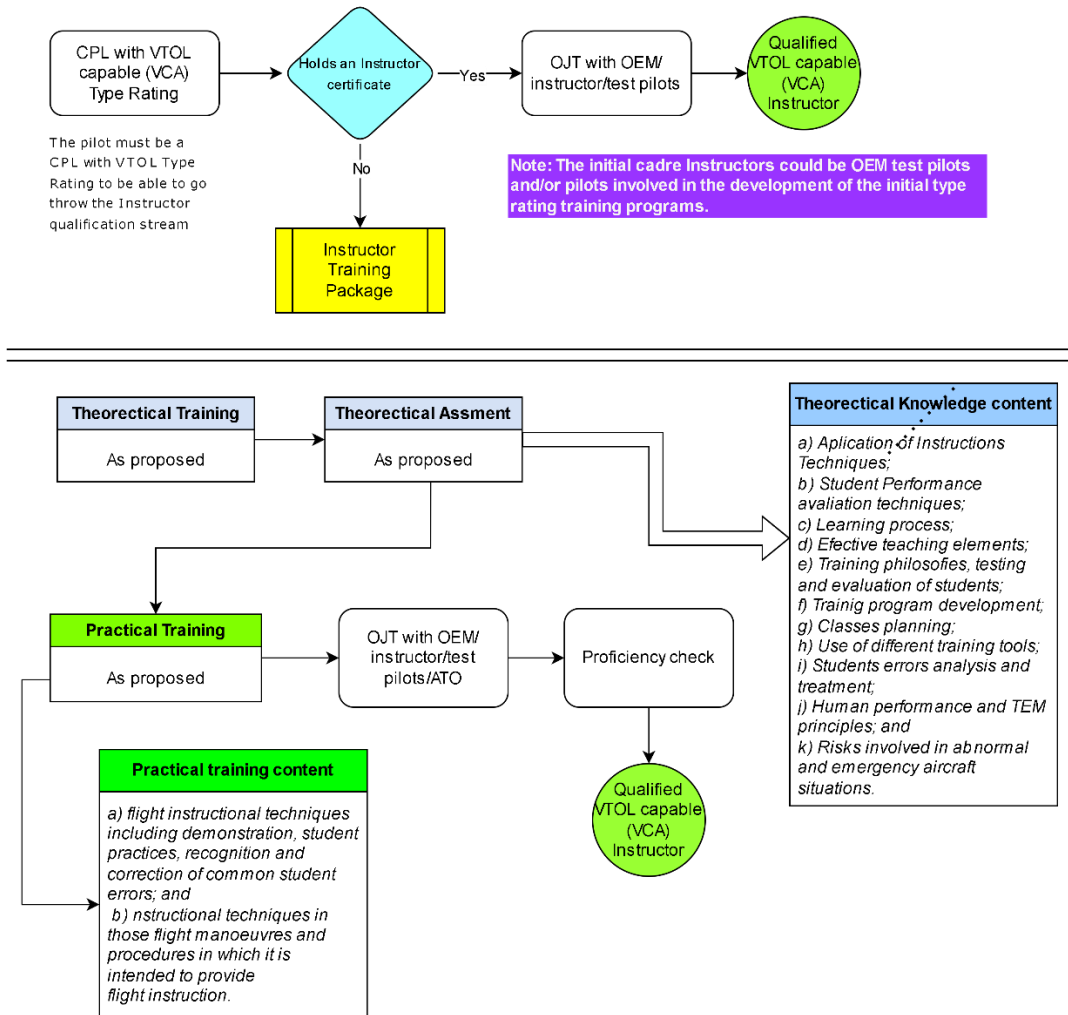 CPL with VTOL
capable (VCA)
Type Rating
Holds an Instructor
certificate
Yes
OJT with OEM/
instructor/test pilots
Qualified
VTOL capable
(VCA)
Instructor
The pilot must be a
CPL with VTOL Type
Rating to be able to go
throw the Instructor
qualification stream
No
Note: The initial cadre Instructors could be OEM test pilots
and/or pilots involved in the development of the initial type
rating training programs.
Instructor
Training
Package
Theorectical Training
As proposed
Theorectical Assment
As proposed
Theorectical Knowledge content
a) Aplication of Instructions
Techniques;
b) Student Performance
avaliation techniques;
c) Learning process;
d) Efective teaching elements;
e) Training philosofies, testing
and evaluation of students;
f) Trainig program development;
g) Classes planning;
h) Use of different training tools;
i) Students errors analysis and
treatment;
j) Human performance and TEM
principles; and
k) Risks involved in abnormal
and emergency aircraft
situations.
Practical Training
As proposed
OJT with OEM/
instructor/test
pilots/ATO
Proficiency check
Qualified
VTOL capable
(VCA)
Instructor
Practical training content
a) flight instructional techniques
including demonstration, student
practices, recognition and
correction of common student
errors; and
b) nstructional techniques in
those flight manoeuvres and
procedures in which it is
intended to provide
flight instruction.